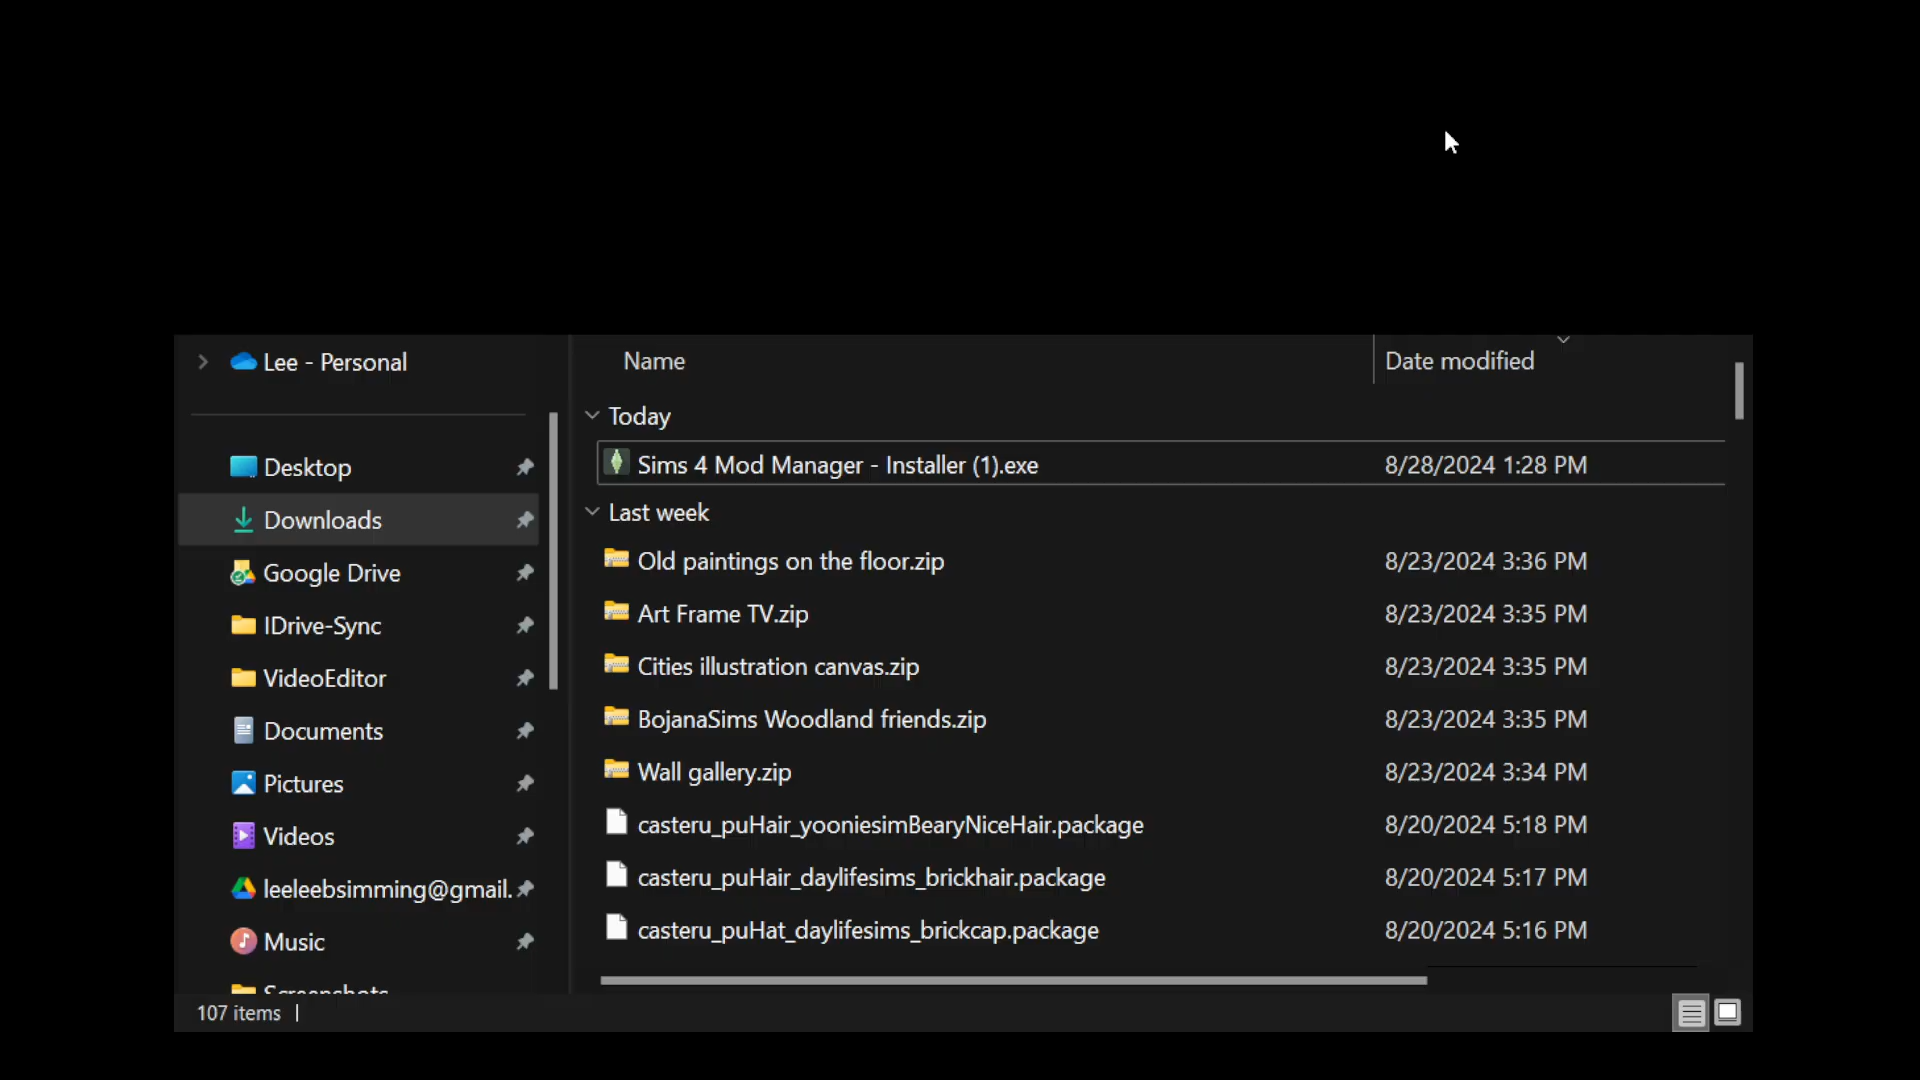 Lee - Personal
Desktop
Downloads
Google Drive
IDrive-Sync
VideoEditor
Documents
Pictures
Videos
leeleebsimming@gmail.
Music
Screenshots
Name Date modified
Today
Sims 4 Mod Manager - Installer (1).exe 8/28/2024 1:28 PM
Last week
Old paintings on the floor.zip 8/23/2024 3:36 PM
Art Frame TV.zip 8/23/2024 3:35 PM
Cities illustration canvas.zip 8/23/2024 3:35 PM
BojanaSims Woodland friends.zip 8/23/2024 3:35 PM
Wall gallery.zip 8/23/2024 3:34 PM
casteru_puHair_yooniesimBearyNiceHair.package 8/20/2024 5:18 PM
casteru_puHair_daylifesims_brickhair.package 8/20/2024 5:17 PM
casteru_puHat_daylifesims_brickcap.package 8/20/2024 5:16 PM
107 items